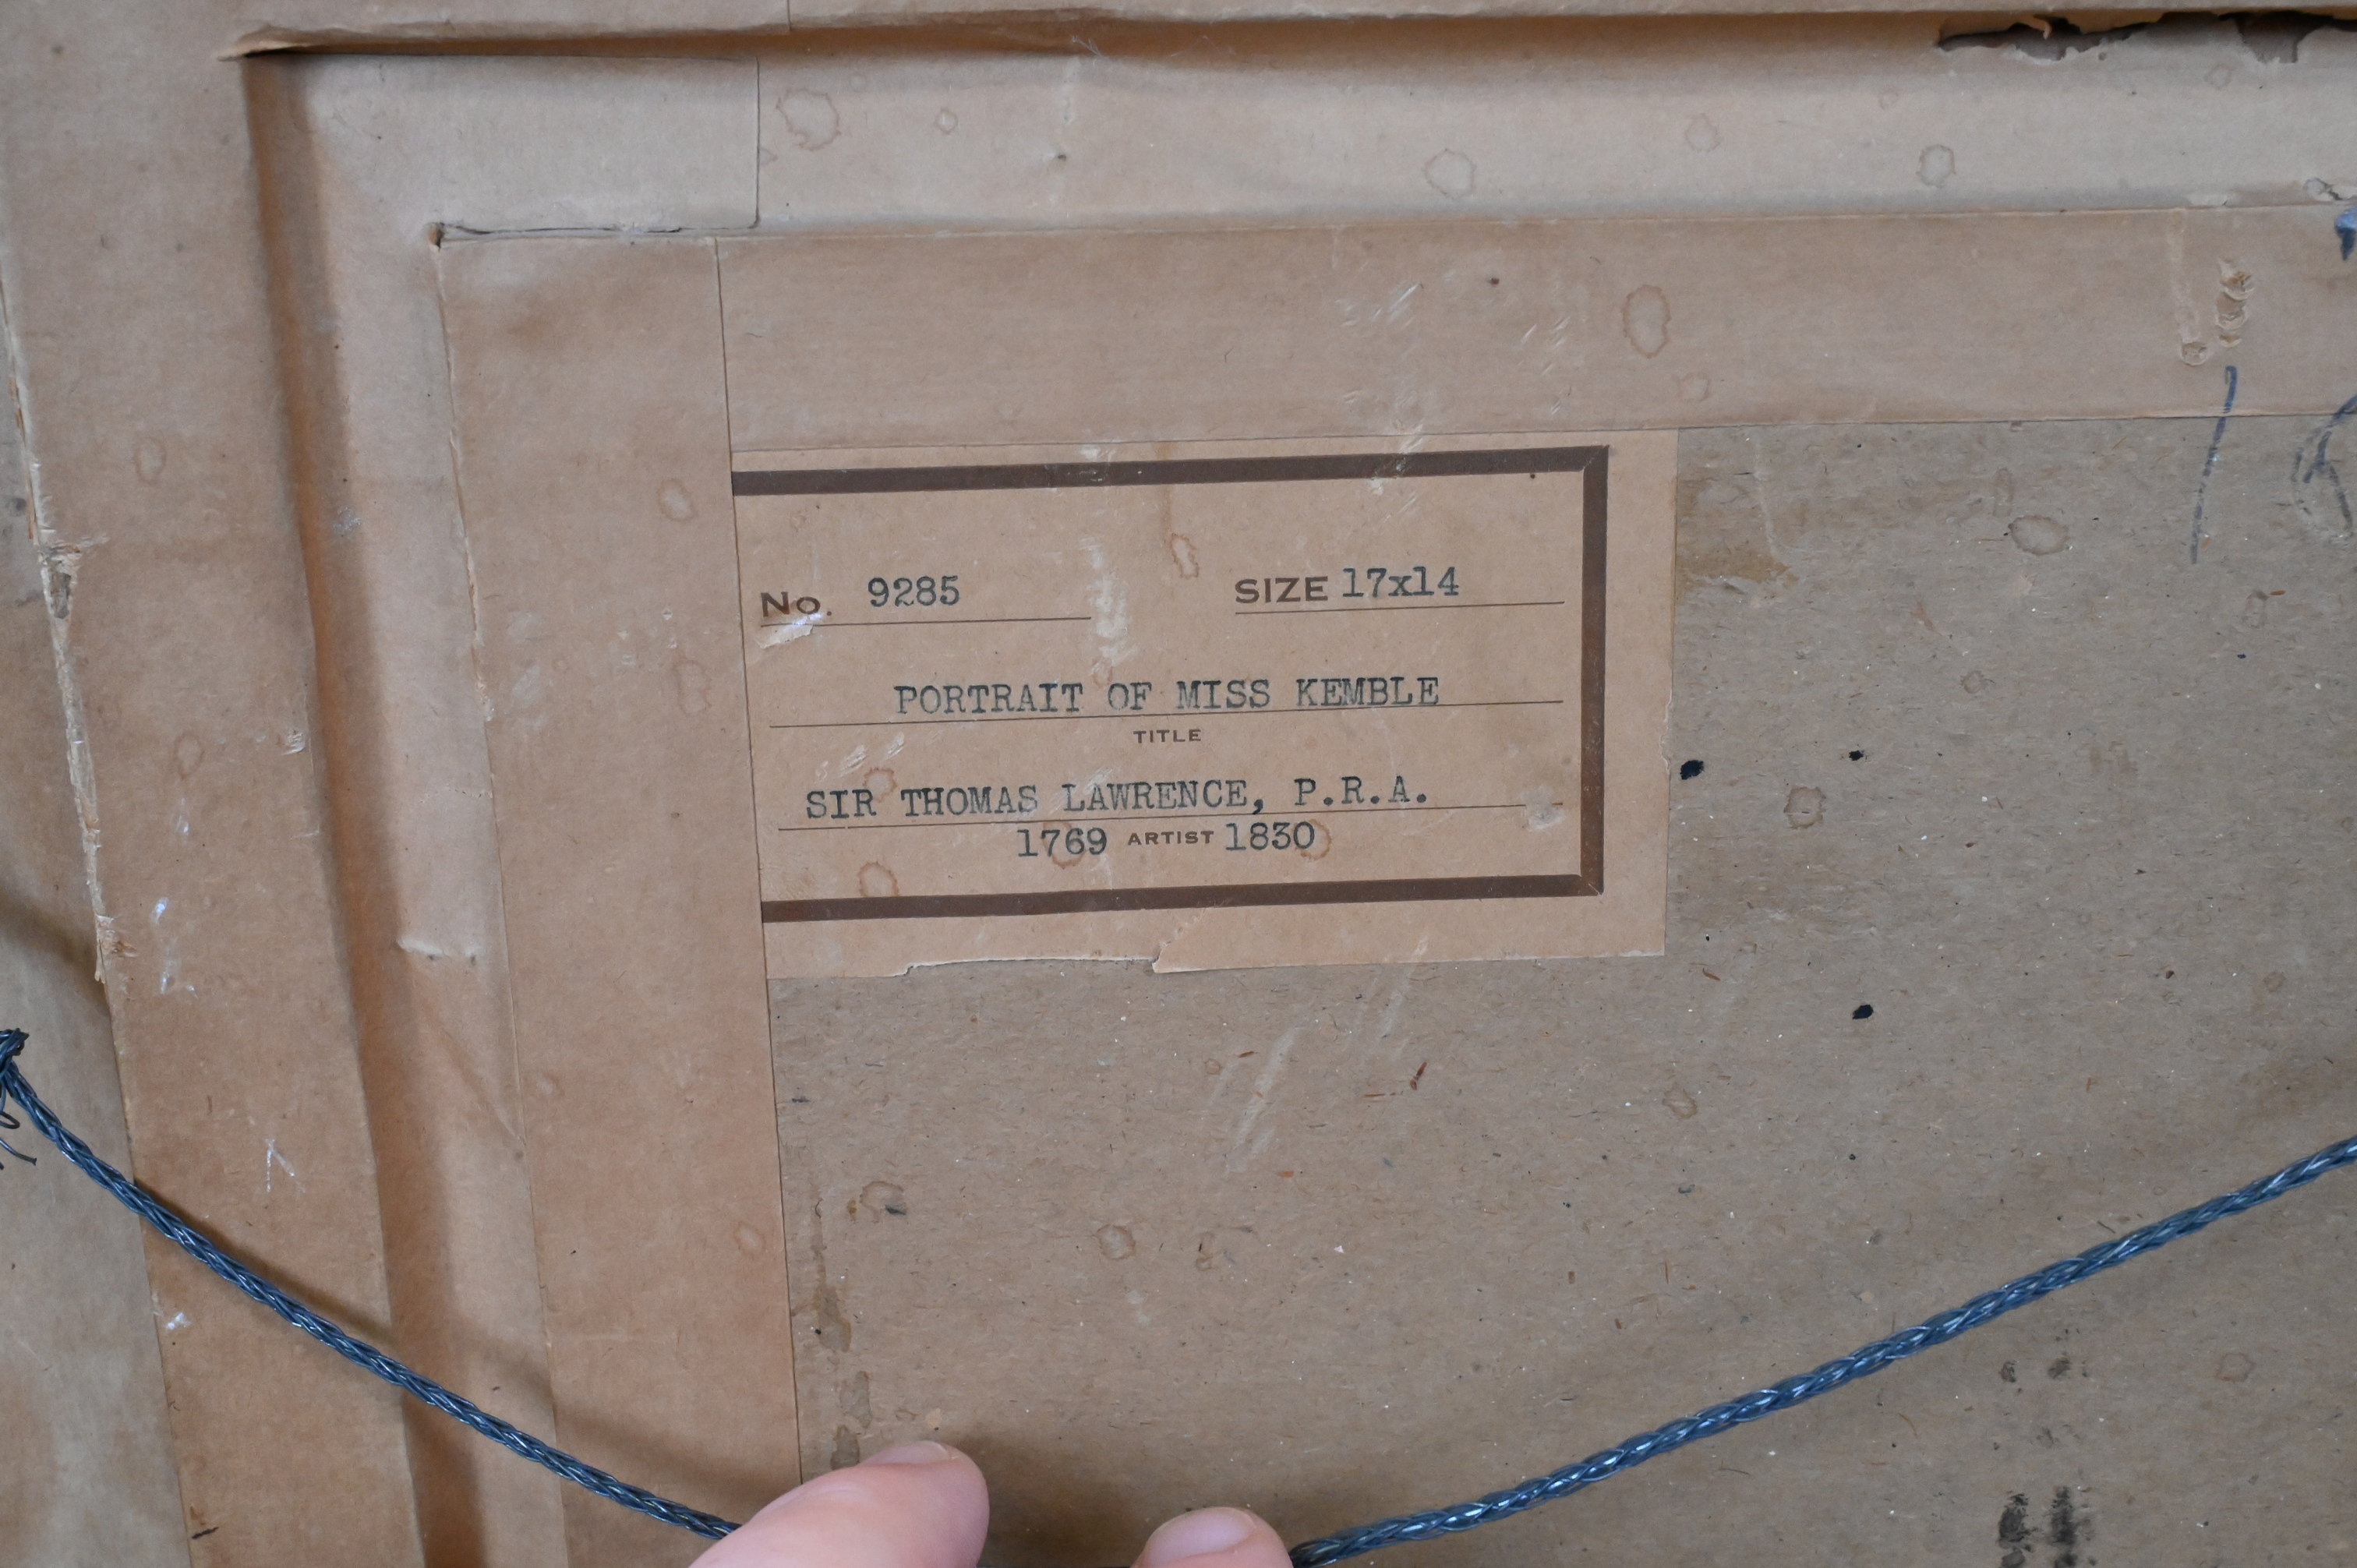 No. 9285 SIZE 17x14
PORTRAIT OF MISS KEMBLE
TITLE
SIR THOMAS LAWRENCE, P.R.A.
1769 ARTIST 1830